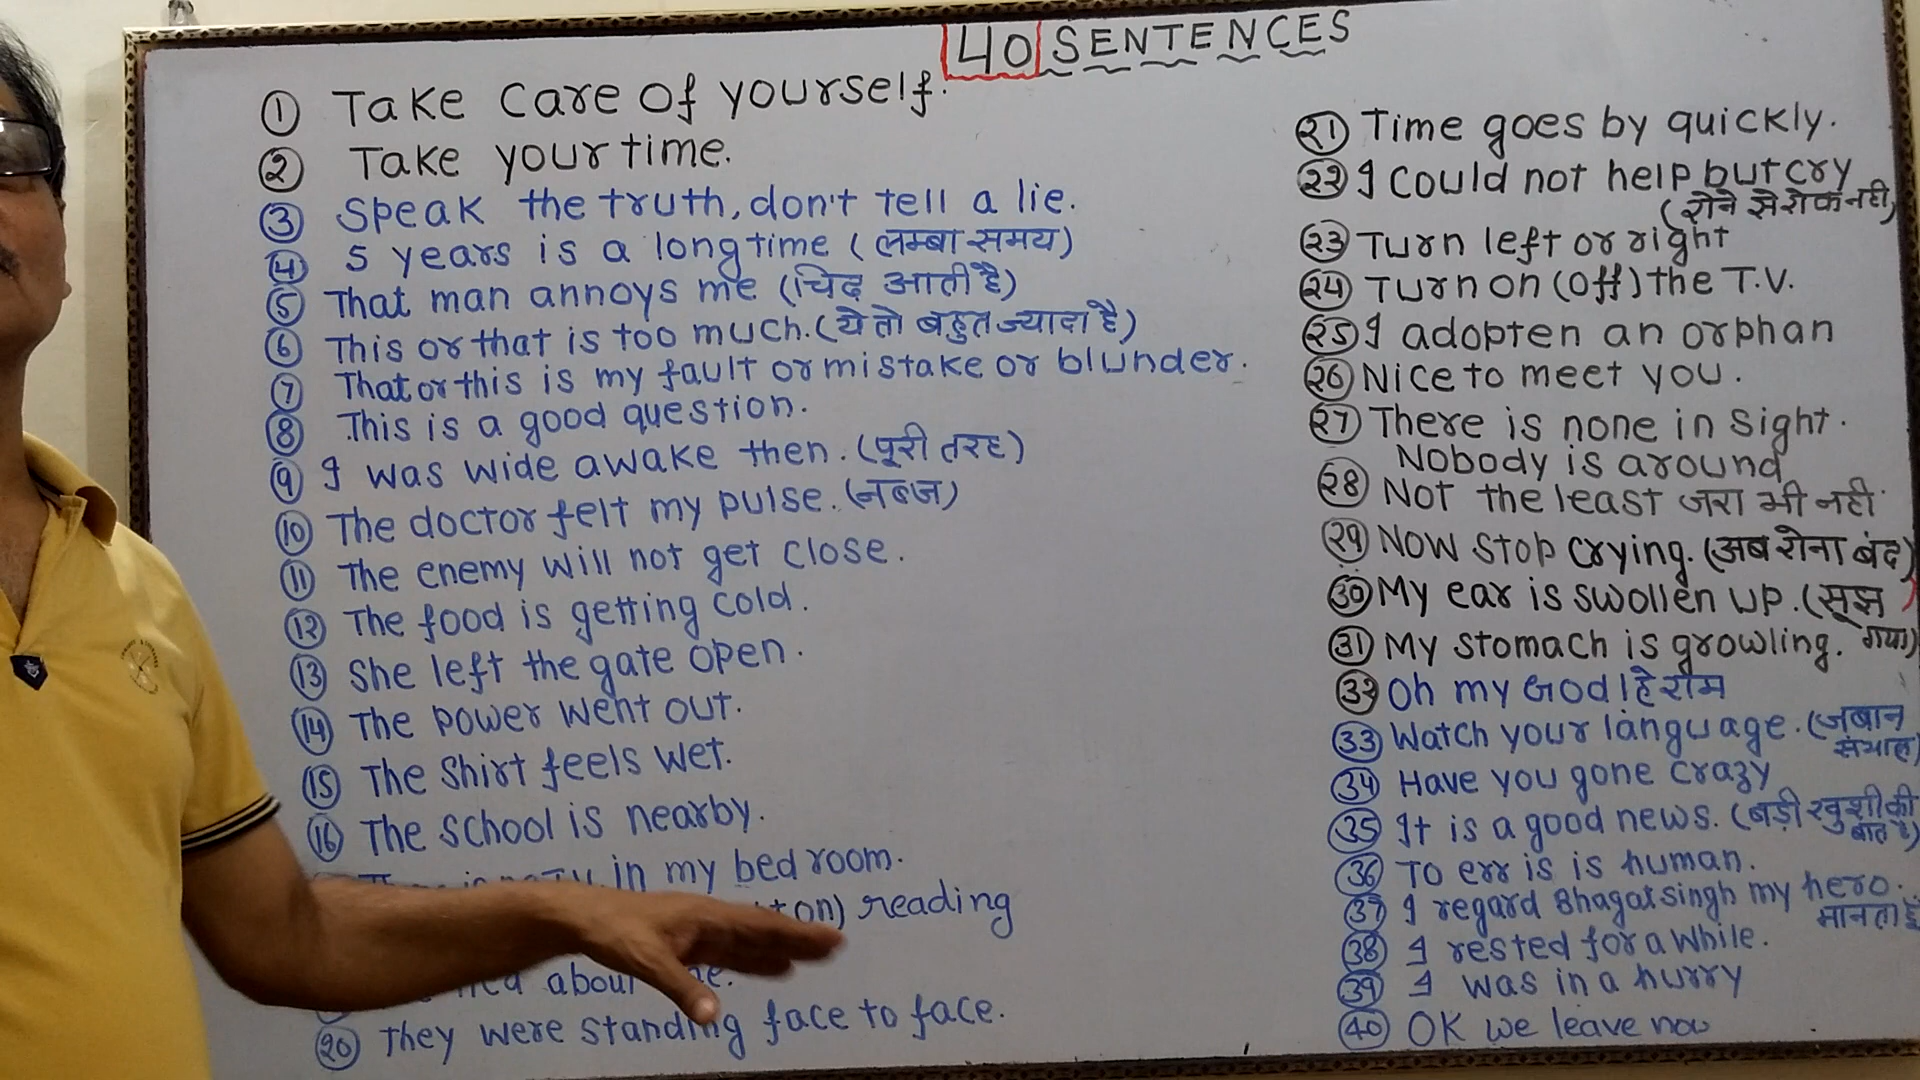 40 SENTENCES
1 Take care of yourself.
2 Take your time.
3 Speak the truth, don't tell a lie.
4 5 years is a long time (लम्बा समय)
5 That man annoys me (चिढ़ आती है)
6 This or that is too much. (ये तो बहुत ज्यादा है)
7 That or this is my fault or mistake or blunder.
8 This is a good question.
9 I was wide awake then. (पूरी तरह)
10 The doctor felt my pulse. (नब्ज)
11 The enemy will not get close.
12 The food is getting cold.
13 She left the gate open.
14 The power went out.
15 The shirt feels wet.
16 The school is nearby.
in my bed room.
on) reading
about
20 They were standing face to face.
21 Time goes by quickly.
22 I could not help but cry
(रोने से रोक नही)
23 Turn left or right
24 Turn on (off) the T.V.
25 I adopten an orphan
26 Nice to meet you.
27 There is none in sight.
Nobody is around
28 Not the least जरा भी नही
29 Now stop crying. (अब रोना बंद)
30 My ear is swollen up. (सूझ
गया)
31 My stomach is growling.
32 Oh my God! हे राम
33 Watch your language. (जबान
संभाल)
34 Have you gone crazy
35 It is a good news. (बड़ी खुशी की
बात है)
36 To err is is human.
37 I regard Bhagat singh my hero.
मानता हूँ
38 I rested for a while.
39 I was in a hurry
40 OK we leave now